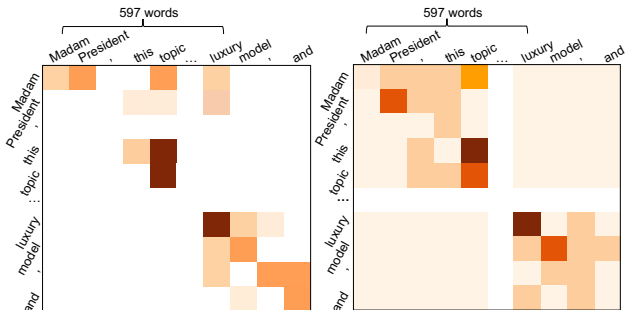 597 words
Madam President , this topic ... luxury model , and
Madam
President
,
this
topic
...
luxury
model
,
and
597 words
Madam President , this topic ... luxury model , and
Madam
President
,
this
topic
...
luxury
model
,
and